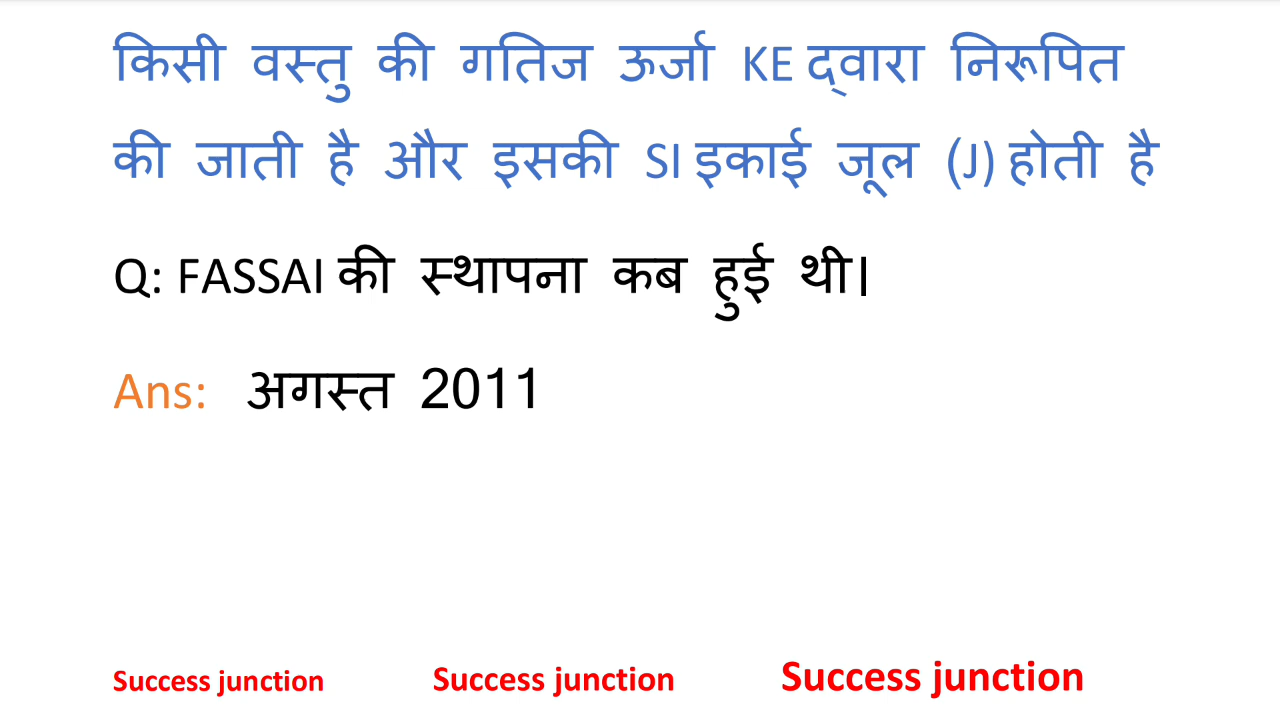 किसी वस्तु की गतिज ऊर्जा KE द्वारा निरूपित
की जाती है और इसकी SI इकाई जूल (J) होती है
Q: FASSAI की स्थापना कब हुई थी।
Ans: अगस्त 2011
Success junction Success junction Success junction